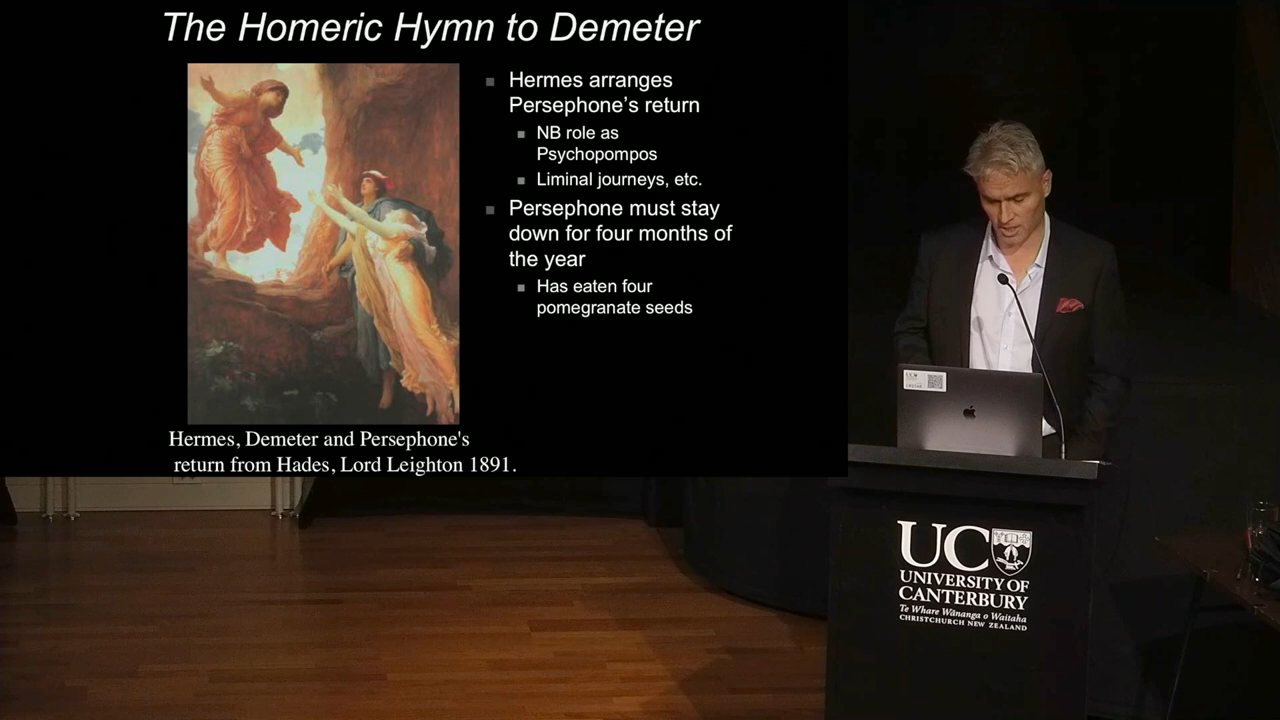 The Homeric Hymn to Demeter
Hermes arranges
Persephone's return
NB role as
Psychopompos
Liminal journeys, etc.
Persephone must stay
down for four months of
the year
Has eaten four
pomegranate seeds
Hermes, Demeter and Persephone's
return from Hades, Lord Leighton 1891.
UC
UNIVERSITY OF
CANTERBURY
Te Whare Wānanga o Waitaha
CHRISTCHURCH NEW ZEALAND